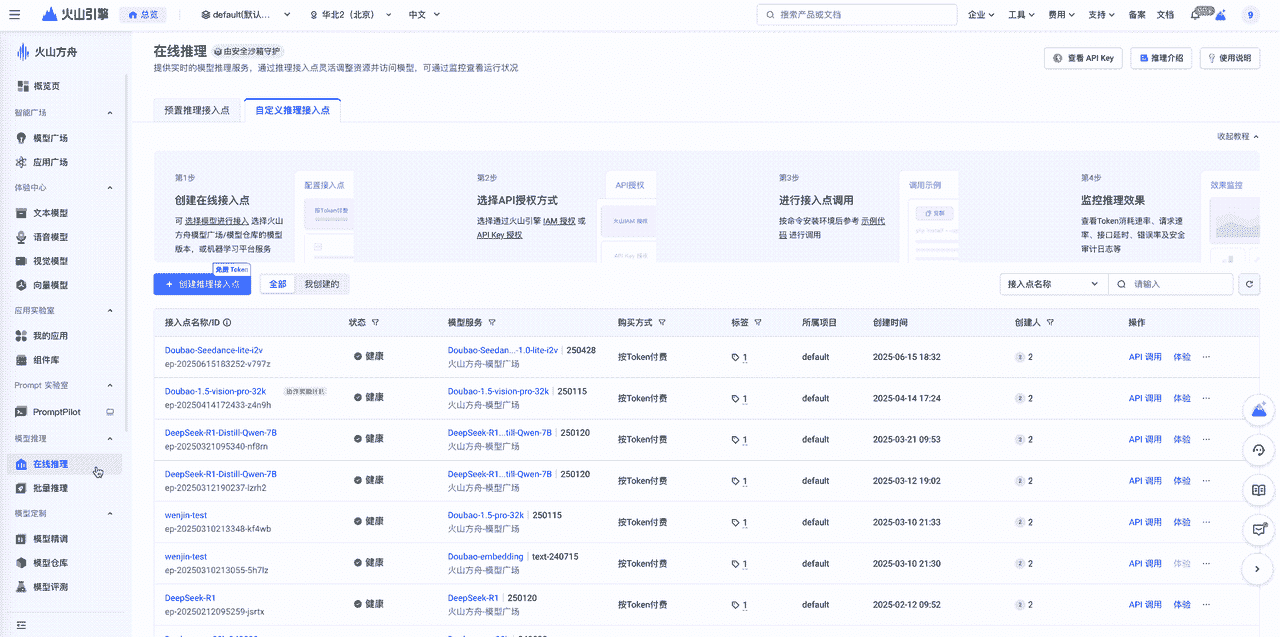 火山引擎
总览
default(默认...
华北2（北京）
中文
搜索产品或文档
企业
工具
费用
支持
备案
文档
9
火山方舟
概览页
智能广场
模型广场
应用广场
体验中心
文本模型
语音模型
视觉模型
向量模型
应用实验室
我的应用
组件库
Prompt 实验室
PromptPilot
模型推理
在线推理
批量推理
模型定制
模型精调
模型仓库
模型评测
在线推理
由安全沙箱守护
提供实时的模型推理服务，通过推理接入点灵活调整资源并访问模型，可通过监控查看运行状况
查看 API Key
推理介绍
使用说明
预置推理接入点
自定义推理接入点
收起教程
第1步
创建在线接入点
可 选择模型进行接入 选择火山
方舟模型广场/模型仓库的模型
版本，或机器学习平台服务
配置接入点
按Token付费
第2步
选择API授权方式
选择通过火山引擎 IAM 授权 或
API Key 授权
API授权
火山IAM 授权
API Key 授权
第3步
进行接入点调用
按命令安装环境后参考 示例代
码 进行调用
调用示例
复制
第4步
查看推理效果
查看Token消耗速率、请求速
率、接口延时、错误率及安全
审计日志等
效果监控
免费 Token
+ 创建推理接入点
全部
我创建的
接入点名称
请输入
接入点名称/ID 状态 模型服务 购买方式 标签 所属项目 创建时间 创建人 操作
Doubao-Seedance-lite-i2v 健康 Doubao-Seedan...-1.0-lite-i2v | 250428 按Token付费 1 default 2025-06-15 18:32 2 2 API 调用 体验 ...
ep-20250615183252-v797z 火山方舟-模型广场
Doubao-1.5-vision-pro-32k 健康 Doubao-1.5-vision-pro-32k | 250115 按Token付费 1 default 2025-04-14 17:24 2 2 API 调用 体验 ...
ep-20250414172433-z4n9h 火山方舟-模型广场
DeepSeek-R1-Distill-Qwen-7B 健康 DeepSeek-R1...till-Qwen-7B | 250120 按Token付费 1 default 2025-03-21 09:53 2 2 API 调用 体验 ...
ep-20250321095340-nf8rn 火山方舟-模型广场
DeepSeek-R1-Distill-Qwen-7B 健康 DeepSeek-R1...till-Qwen-7B | 250120 按Token付费 1 default 2025-03-12 19:02 2 2 API 调用 体验 ...
ep-20250312190237-lzrh2 火山方舟-模型广场
wenjin-test 健康 Doubao-1.5-pro-32k | 250115 按Token付费 1 default 2025-03-10 21:33 2 2 API 调用 体验 ...
ep-20250310213348-kf4wb 火山方舟-模型广场
wenjin-test 健康 Doubao-embedding | text-240715 按Token付费 1 default 2025-03-10 21:30 2 2 API 调用 体验 ...
ep-20250310213055-5h7lz 火山方舟-模型广场
DeepSeek-R1 健康 DeepSeek-R1 | 250120 按Token付费 1 default 2025-02-12 09:52 2 2 API 调用 体验 ...
ep-20250212095259-jsrtx 火山方舟-模型广场